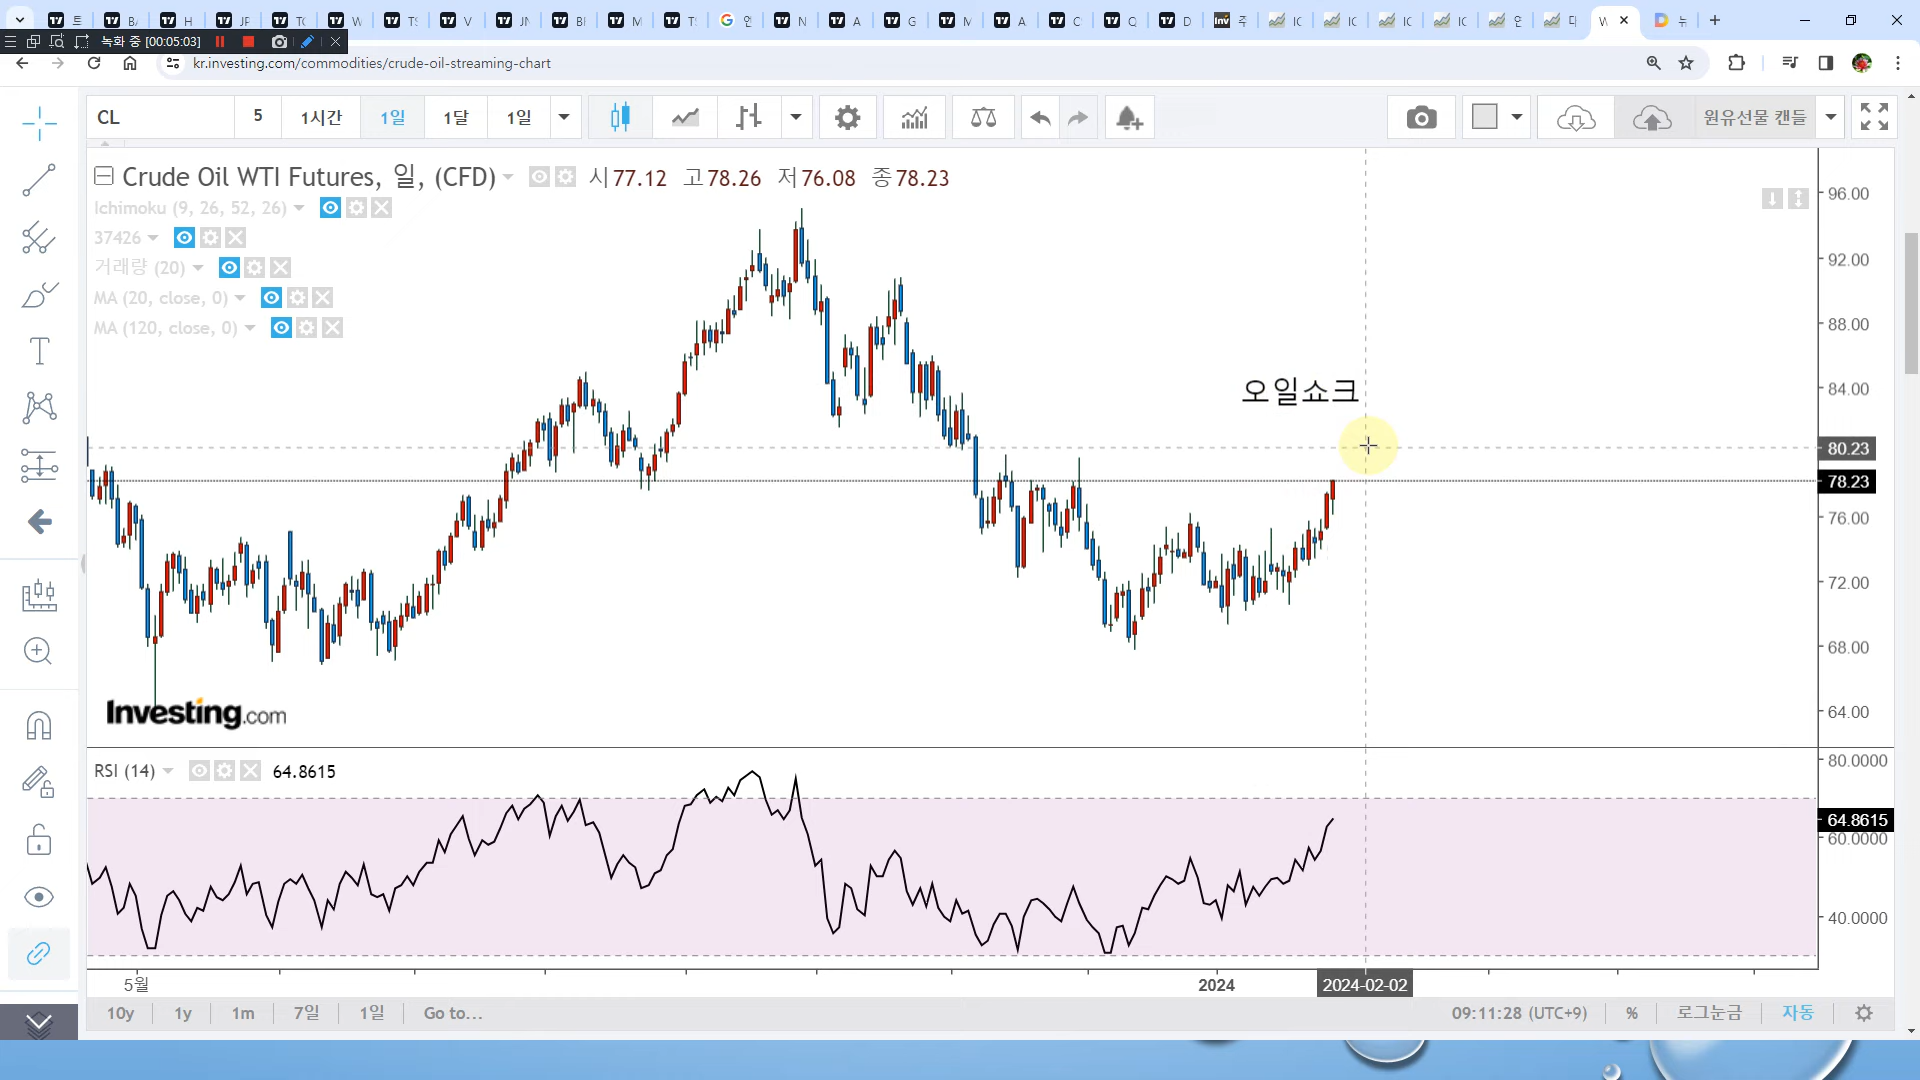 녹화 중 [00:05:03]
kr.investing.com/commodities/crude-oil-streaming-chart
CL 5 1시간 1일 1달 1일 원유선물 캔들
Crude Oil WTI Futures, 일, (CFD) 시77.12 고78.26 저76.08 종78.23
Ichimoku (9, 26, 52, 26)
37426
거래량 (20)
MA (20, close, 0)
MA (120, close, 0)
오일쇼크
96.00
92.00
88.00
84.00
80.23
78.23
76.00
72.00
68.00
64.00
Investing.com
RSI (14) 64.8615
80.0000
64.8615
60.0000
40.0000
5월 2024 2024-02-02
10y 1y 1m 7일 1일 Go to... 09:11:28 (UTC+9) % 로그눈금 자동